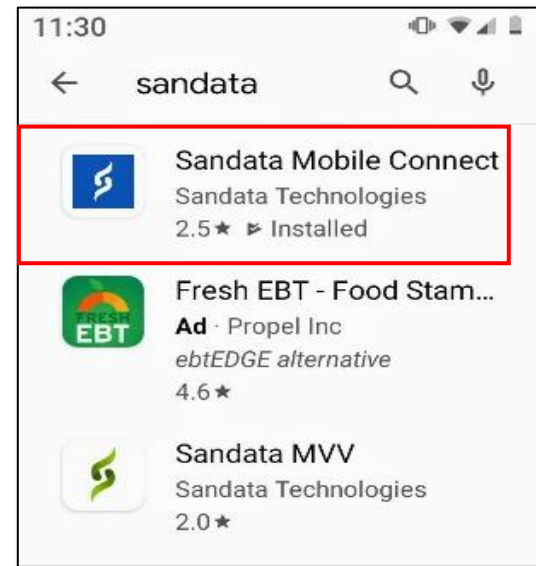 11:30
sandata
Sandata Mobile Connect
Sandata Technologies
2.5★ Installed
FRESH
EBT
Fresh EBT - Food Stam...
Ad · Propel Inc
ebtEDGE alternative
4.6★
Sandata MVV
Sandata Technologies
2.0★